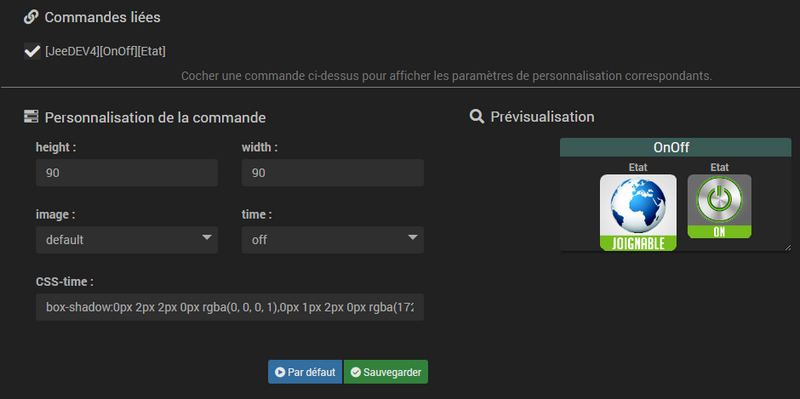 Commandes liées
[JeeDEV4][OnOff][Etat]
Cocher une commande ci-dessus pour afficher les paramètres de personnalisation correspondants.
Personnalisation de la commande
Prévisualisation
height :
width :
90
90
image :
time :
default
off
CSS-time :
box-shadow:0px 2px 2px 0px rgba(0, 0, 0, 1),0px 1px 2px 0px rgba(172
Par défaut
Sauvegarder
OnOff
Etat
Etat
JOIGNABLE
ON